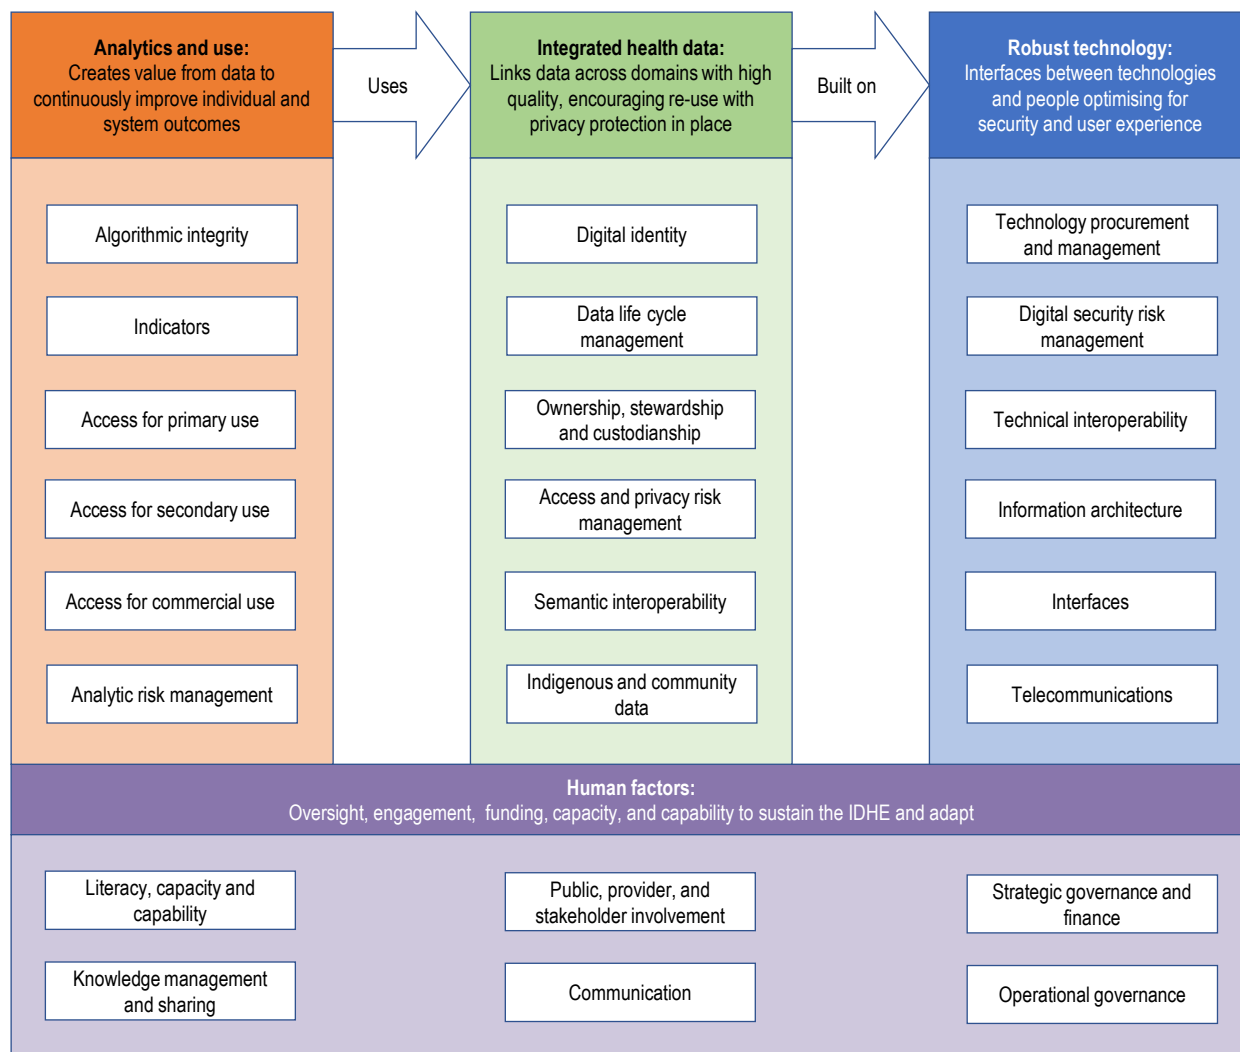 Analytics and use:
Creates value from data to
continuously improve individual and
system outcomes
Uses
Integrated health data:
Links data across domains with high
quality, encouraging re-use with
privacy protection in place
Built on
Robust technology:
Interfaces between technologies
and people optimising for
security and user experience
Algorithmic integrity
Indicators
Access for primary use
Access for secondary use
Access for commercial use
Analytic risk management
Digital identity
Data life cycle
management
Ownership, stewardship
and custodianship
Access and privacy risk
management
Semantic interoperability
Indigenous and community
data
Technology procurement
and management
Digital security risk
management
Technical interoperability
Information architecture
Interfaces
Telecommunications
Human factors:
Oversight, engagement,  funding, capacity, and capability to sustain the IDHE and adapt
Literacy, capacity and
capability
Knowledge management
and sharing
Public, provider, and
stakeholder involvement
Communication
Strategic governance and
finance
Operational governance